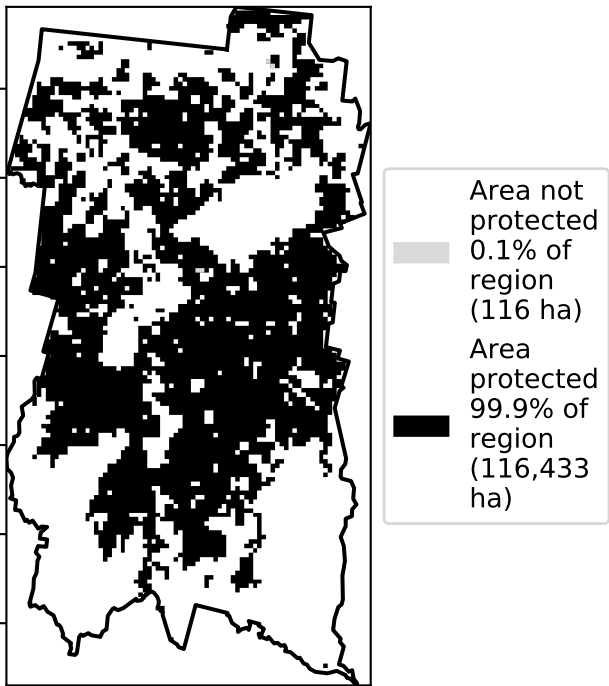 Area not
protected
0.1% of
region
(116 ha)
Area
protected
99.9% of
region
(116,433
ha)